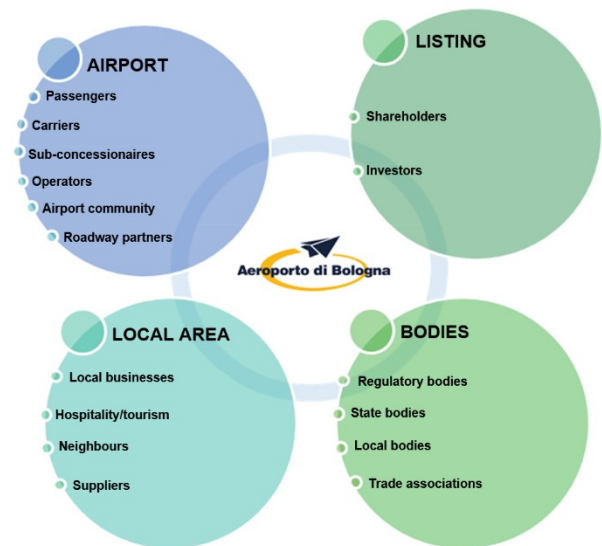 AIRPORT
Passengers
Carriers
Sub-concessionaires
Operators
Airport community
Roadway partners
LISTING
Shareholders
Investors
Aeroporto di Bologna
LOCAL AREA
Local businesses
Hospitality/tourism
Neighbours
Suppliers
BODIES
Regulatory bodies
State bodies
Local bodies
Trade associations